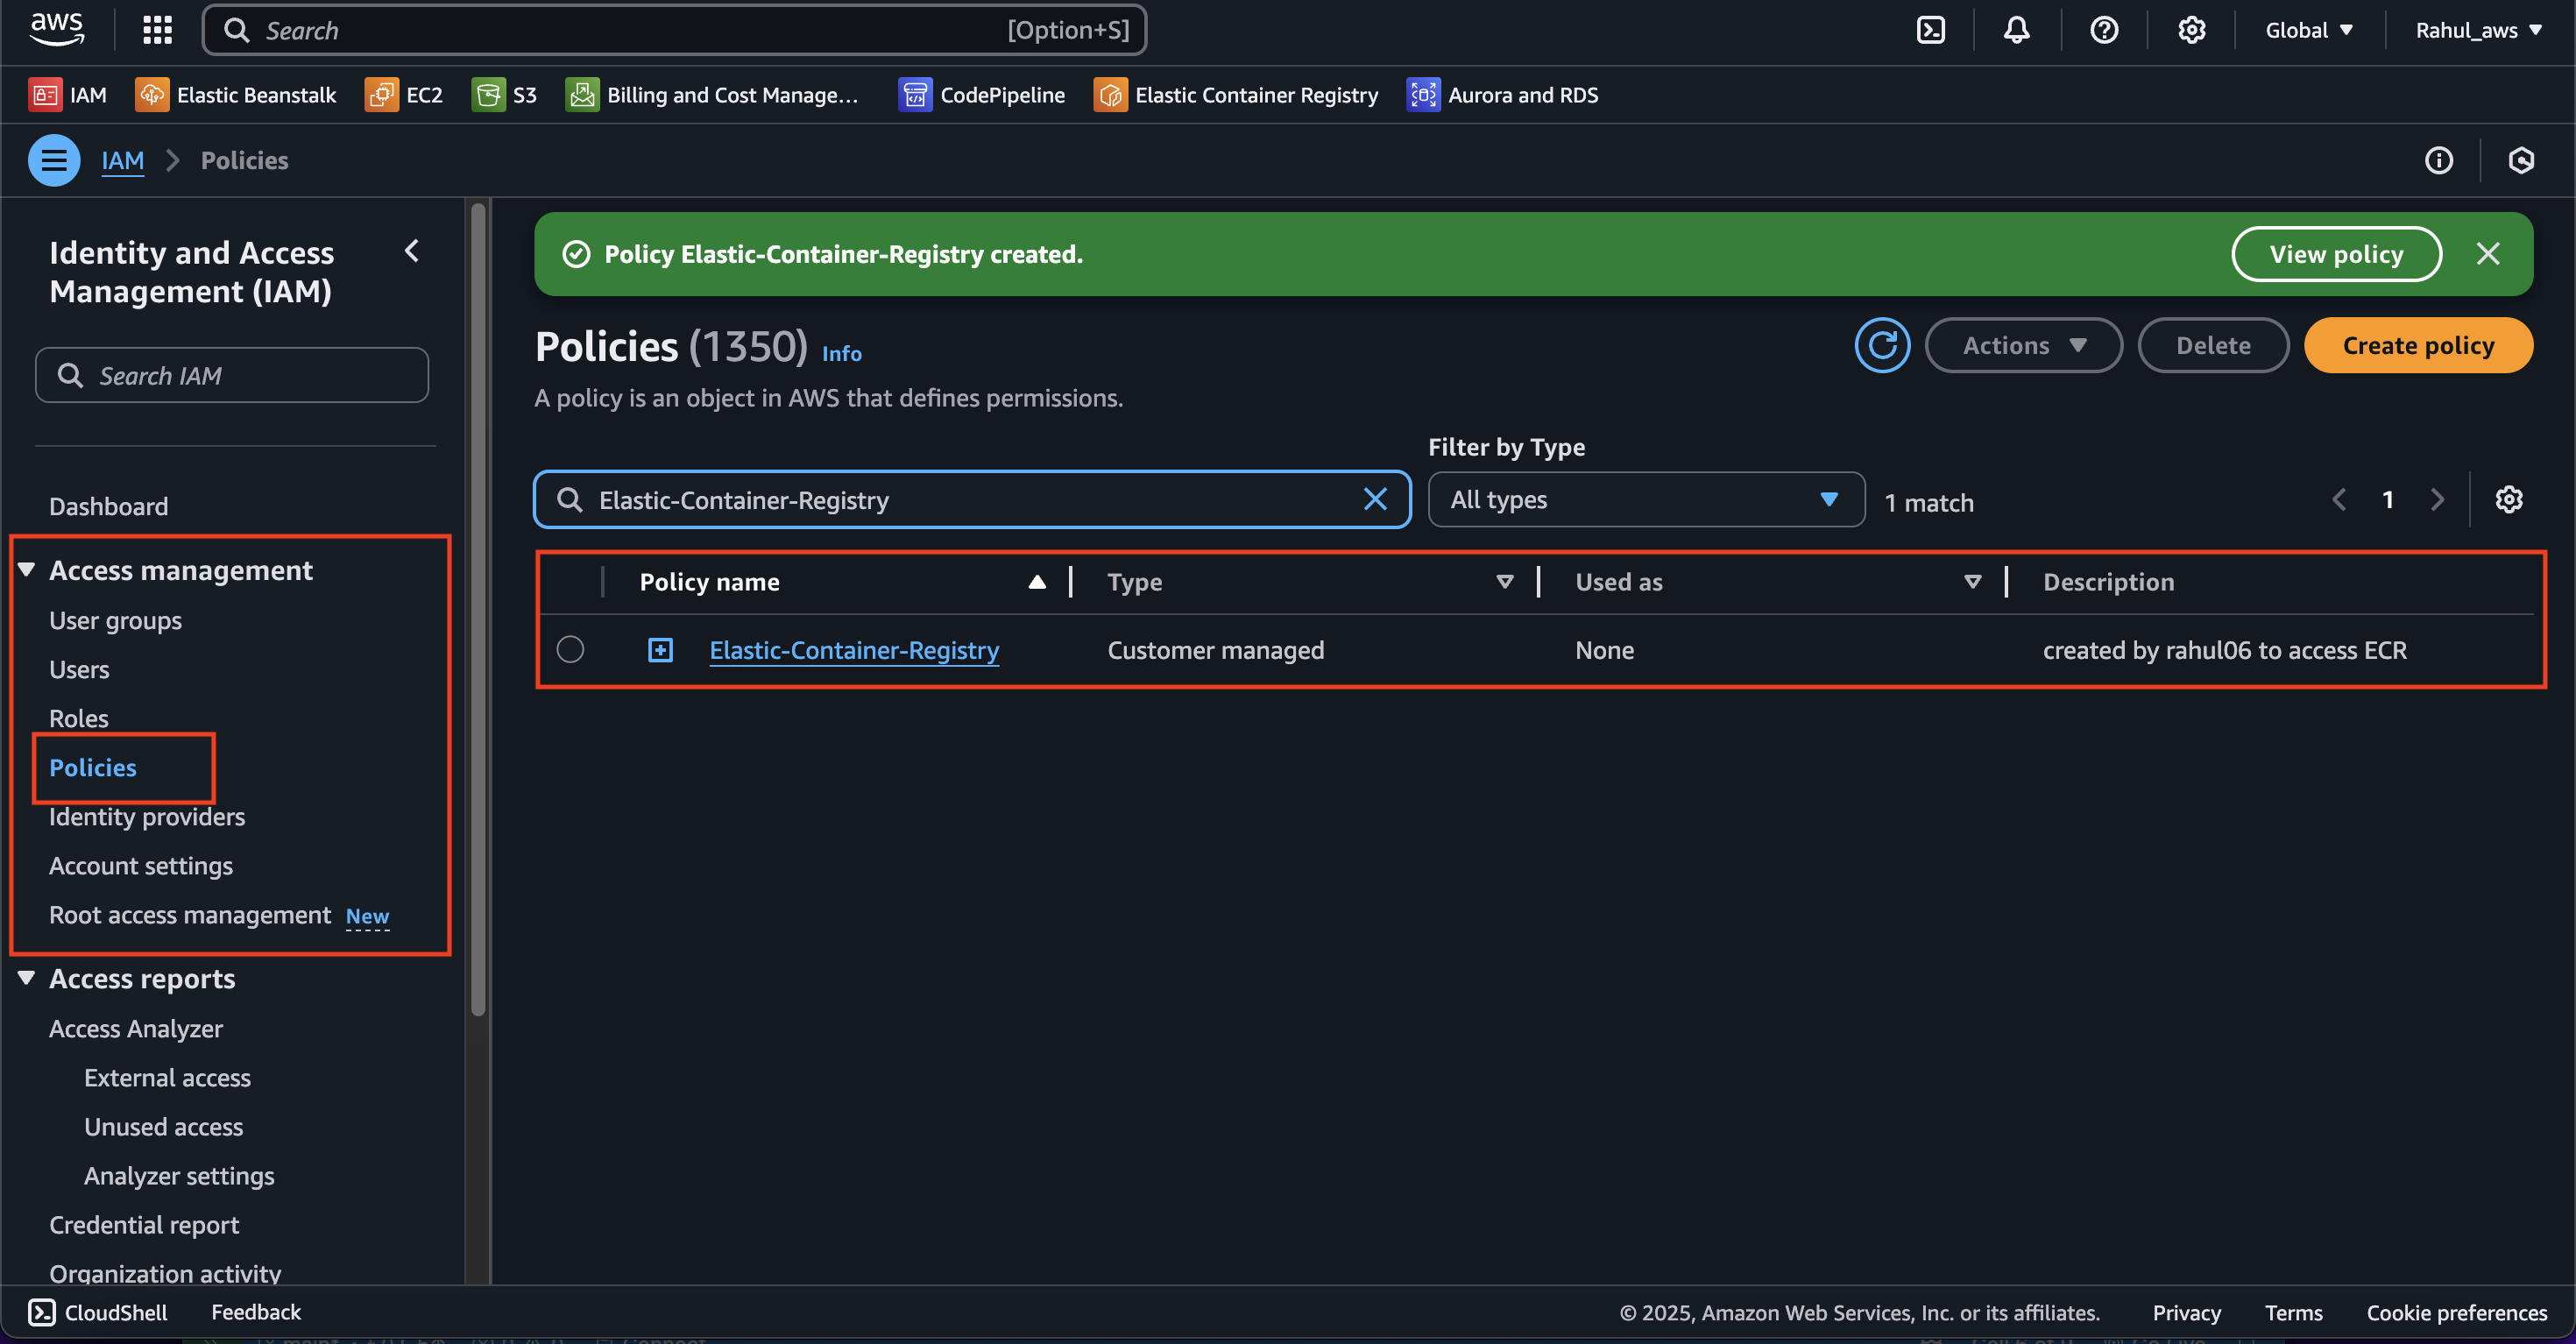 aws
Search [Option+S]
Global Rahul_aws
IAM Elastic Beanstalk EC2 S3 Billing and Cost Manage... CodePipeline Elastic Container Registry Aurora and RDS
IAM Policies
Identity and Access
Management (IAM)
Search IAM
Dashboard
Access management
User groups
Users
Roles
Policies
Identity providers
Account settings
Root access management New
Access reports
Access Analyzer
External access
Unused access
Analyzer settings
Credential report
Organization activity
Policy Elastic-Container-Registry created. View policy
Policies (1350) Info Actions Delete Create policy
A policy is an object in AWS that defines permissions.
Filter by Type
Elastic-Container-Registry All types 1 match 1
Policy name Type Used as Description
Elastic-Container-Registry Customer managed None created by rahul06 to access ECR
CloudShell Feedback © 2025, Amazon Web Services, Inc. or its affiliates. Privacy Terms Cookie preferences